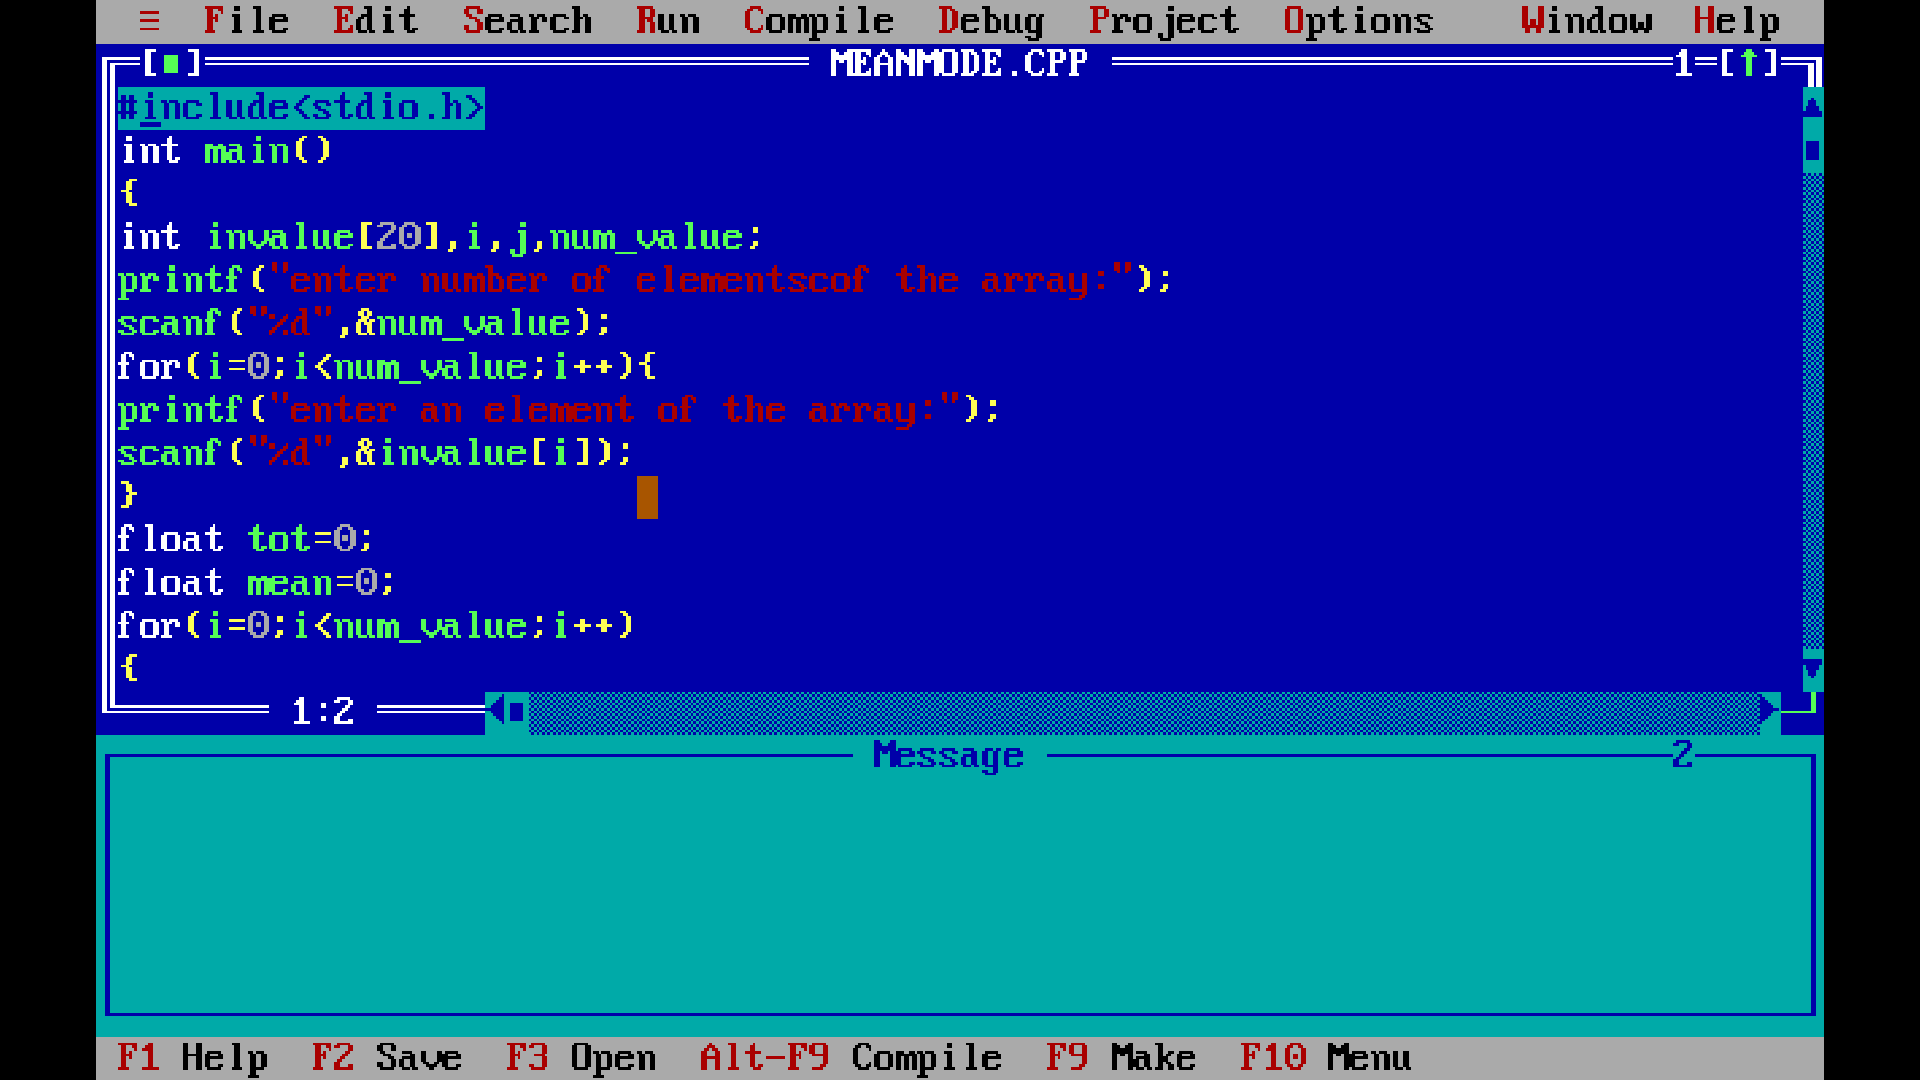 ≡ File Edit Search Run Compile Debug Project Options Window Help
[■] MEANMODE.CPP 1=[↑]
#include<stdio.h>
int main()
{
int invalue[20],i,j,num_value;
printf("enter number of elementscof the array:");
scanf("%d",&num_value);
for(i=0;i<num_value;i++){
printf("enter an element of the array:");
scanf("%d",&invalue[i]);
}
float tot=0;
float mean=0;
for(i=0;i<num_value;i++)
{
1:2
Message 2
F1 Help F2 Save F3 Open Alt-F9 Compile F9 Make F10 Menu